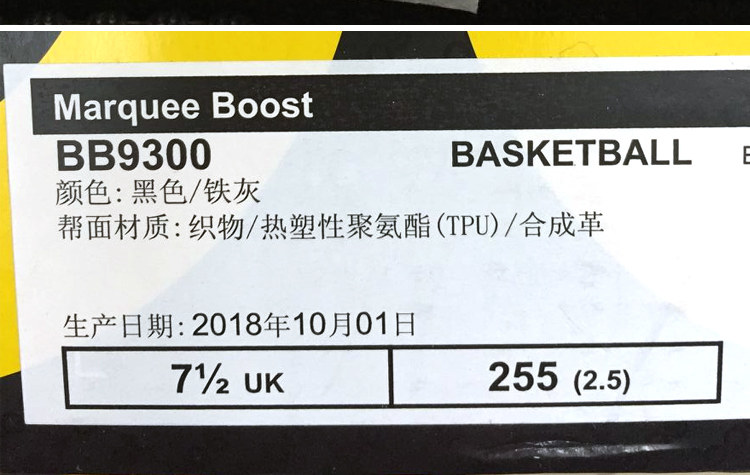 Marquee Boost
BB9300 BASKETBALL
颜色: 黑色/铁灰
帮面材质: 织物/热塑性聚氨酯(TPU)/合成革
生产日期: 2018年10月01日
7½ UK 255 (2.5)